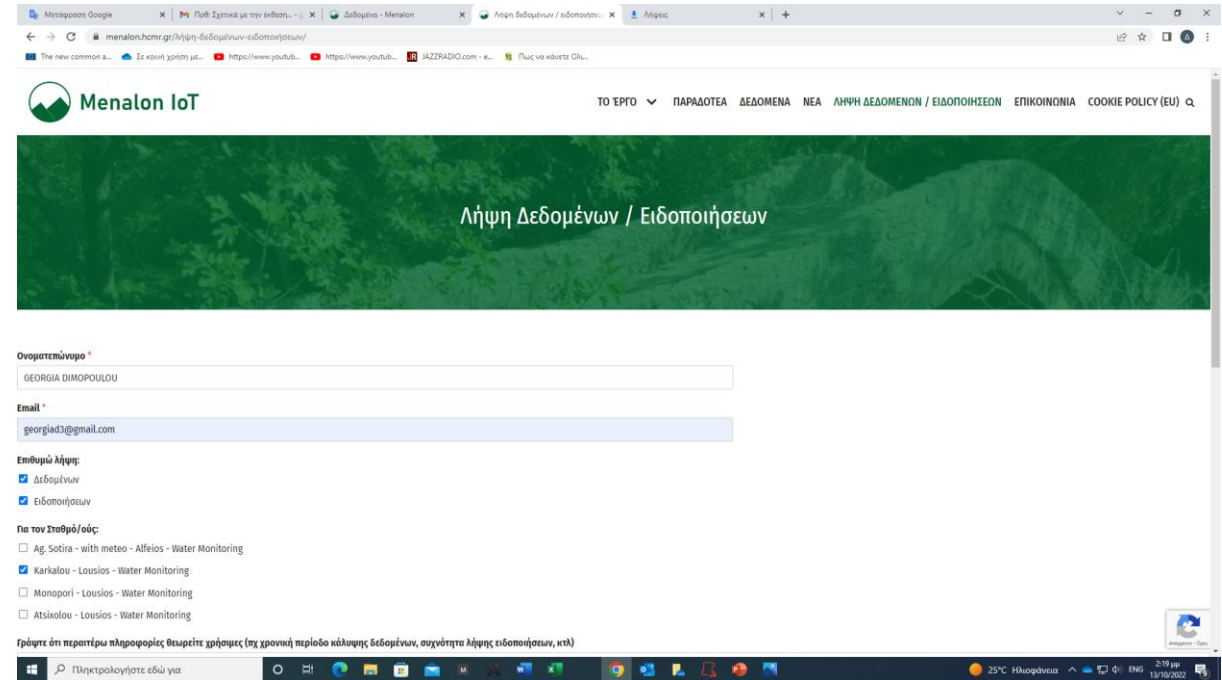 Μετάφραση Google
Πρθ: Σχετικά με την έκθεση... - g
Δεδομένα - Menalon
Λήψη δεδομένων / ειδοποιήσεω
Λήψεις
menalon.hcmr.gr/λήψη-δεδομένων-ειδοποιήσεων/
The new common a...
Σε κοινή χρήση με...
https://www.youtub...
https://www.youtub...
JAZZRADIO.com - e...
Πως να κάνετε Ολι...
Menalon IoT
ΤΟ ΈΡΓΟ ΠΑΡΑΔΟΤΕΑ ΔΕΔΟΜΕΝΑ ΝΕΑ ΛΗΨΗ ΔΕΔΟΜΕΝΩΝ / ΕΙΔΟΠΟΙΗΣΕΩΝ ΕΠΙΚΟΙΝΩΝΙΑ COOKIE POLICY (EU)
Λήψη Δεδομένων / Ειδοποιήσεων
Ονοματεπώνυμο *
GEORGIA DIMOPOULOU
Email *
georgiad3@gmail.com
Επιθυμώ λήψη:
Δεδομένων
Ειδοποιήσεων
Για τον Σταθμό/ούς:
Ag. Sotira - with meteo - Alfeios - Water Monitoring
Karkalou - Lousios - Water Monitoring
Monopori - Lousios - Water Monitoring
Atsixolou - Lousios - Water Monitoring
Γράψτε ότι περαιτέρω πληροφορίες θεωρείτε χρήσιμες (πχ χρονική περίοδο κάλυψης δεδομένων, συχνότητα λήψης ειδοποιήσεων, κτλ)
Πληκτρολογήστε εδώ για
25°C Ηλιοφάνεια
ENG
2:19 μμ
13/10/2022